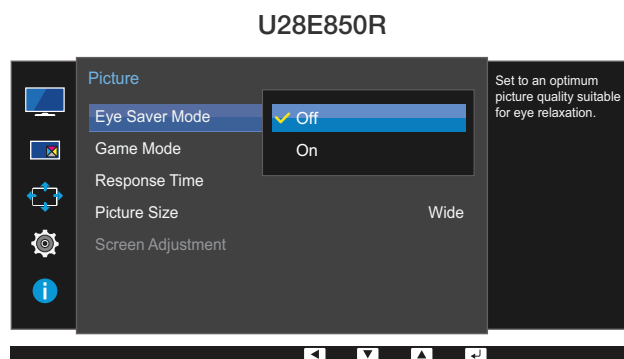 U28E850R
Picture
Eye Saver Mode
Off
Game Mode
On
Response Time
Picture Size Wide
Screen Adjustment
Set to an optimum
picture quality suitable
for eye relaxation.